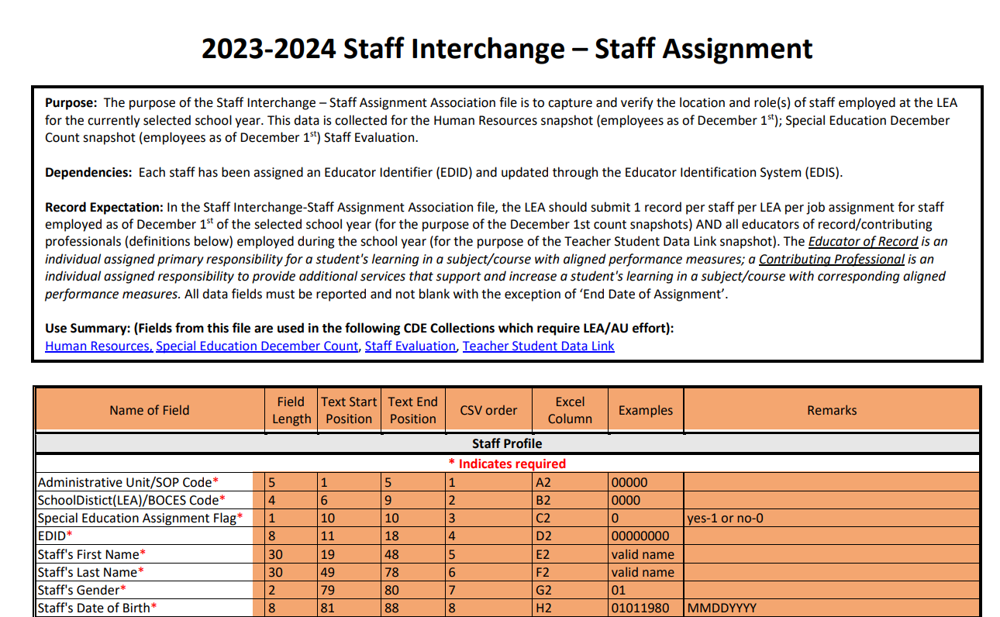 2023-2024 Staff Interchange – Staff Assignment
Purpose: The purpose of the Staff Interchange – Staff Assignment Association file is to capture and verify the location and role(s) of staff employed at the LEA
for the currently selected school year. This data is collected for the Human Resources snapshot (employees as of December 1st); Special Education December
Count snapshot (employees as of December 1st) Staff Evaluation.
Dependencies: Each staff has been assigned an Educator Identifier (EDID) and updated through the Educator Identification System (EDIS).
Record Expectation: In the Staff Interchange-Staff Assignment Association file, the LEA should submit 1 record per staff per LEA per job assignment for staff
employed as of December 1st of the selected school year (for the purpose of the December 1st count snapshots) AND all educators of record/contributing
professionals (definitions below) employed during the school year (for the purpose of the Teacher Student Data Link snapshot). The Educator of Record is an
individual assigned primary responsibility for a student's learning in a subject/course with aligned performance measures; a Contributing Professional is an
individual assigned responsibility to provide additional services that support and increase a student's learning in a subject/course with corresponding aligned
performance measures. All data fields must be reported and not blank with the exception of ‘End Date of Assignment’.
Use Summary: (Fields from this file are used in the following CDE Collections which require LEA/AU effort):
Human Resources, Special Education December Count, Staff Evaluation, Teacher Student Data Link
Name of Field Field Length Text Start Position Text End Position CSV order Excel Column Examples Remarks
Staff Profile
* Indicates required
Administrative Unit/SOP Code* 5 1 5 1 A2 00000
SchoolDistict(LEA)/BOCES Code* 4 6 9 2 B2 0000
Special Education Assignment Flag* 1 10 10 3 C2 0 yes-1 or no-0
EDID* 8 11 18 4 D2 00000000
Staff's First Name* 30 19 48 5 E2 valid name
Staff's Last Name* 30 49 78 6 F2 valid name
Staff's Gender* 2 79 80 7 G2 01
Staff's Date of Birth* 8 81 88 8 H2 01011980 MMDDYYYY